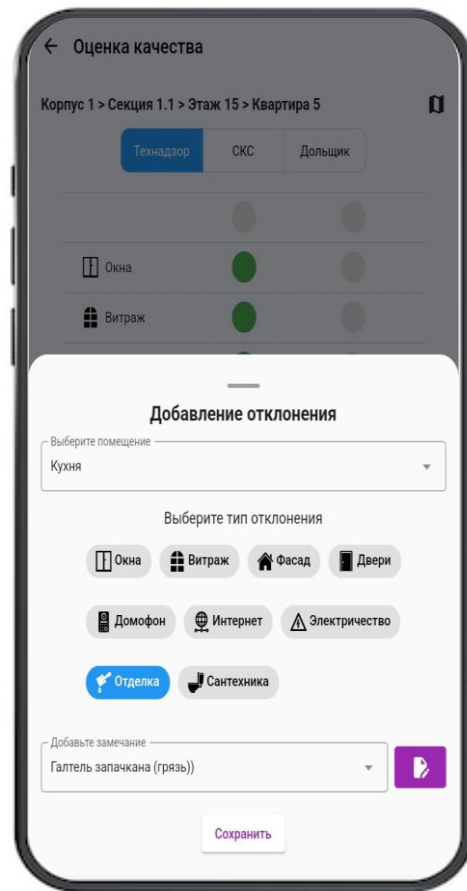 Оценка качества
Корпус 1 > Секция 1.1 > Этаж 15 > Квартира 5
Технадзор СКС Дольщик
Окна
Витраж
Добавление отклонения
Выберите помещение
Кухня
Выберите тип отклонения
Окна Витраж Фасад Двери
Домофон Интернет Электричество
Отделка Сантехника
Добавьте замечание
Галтель запачкана (грязь))
Сохранить